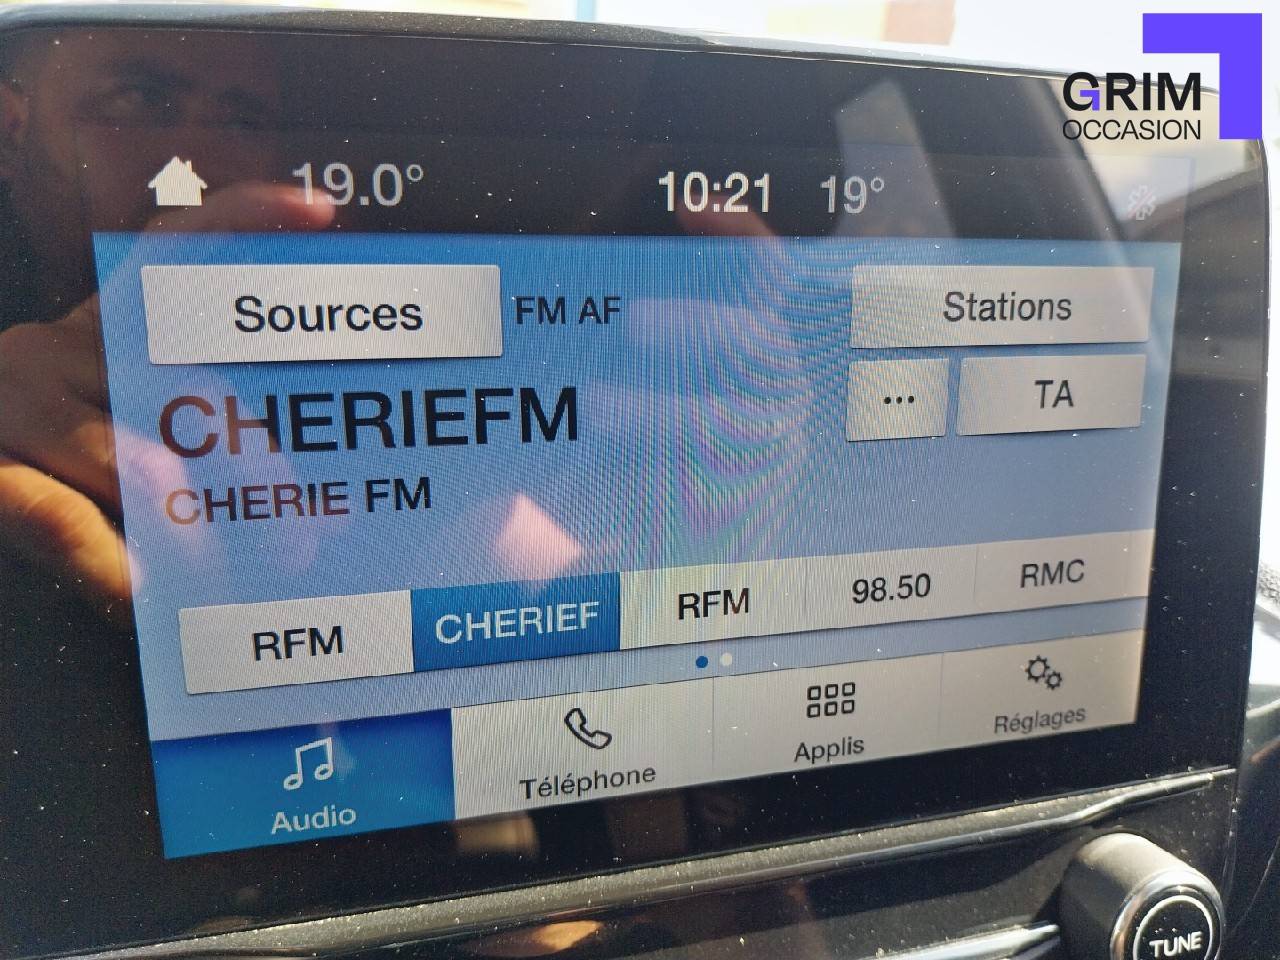 GRIM
OCCASION
19.0° 10:21 19°
Sources FM AF Stations
... TA
CHERIEFM
CHERIE FM
RFM CHERIEF RFM 98.50 RMC
Audio Téléphone Applis Réglages
TUNE